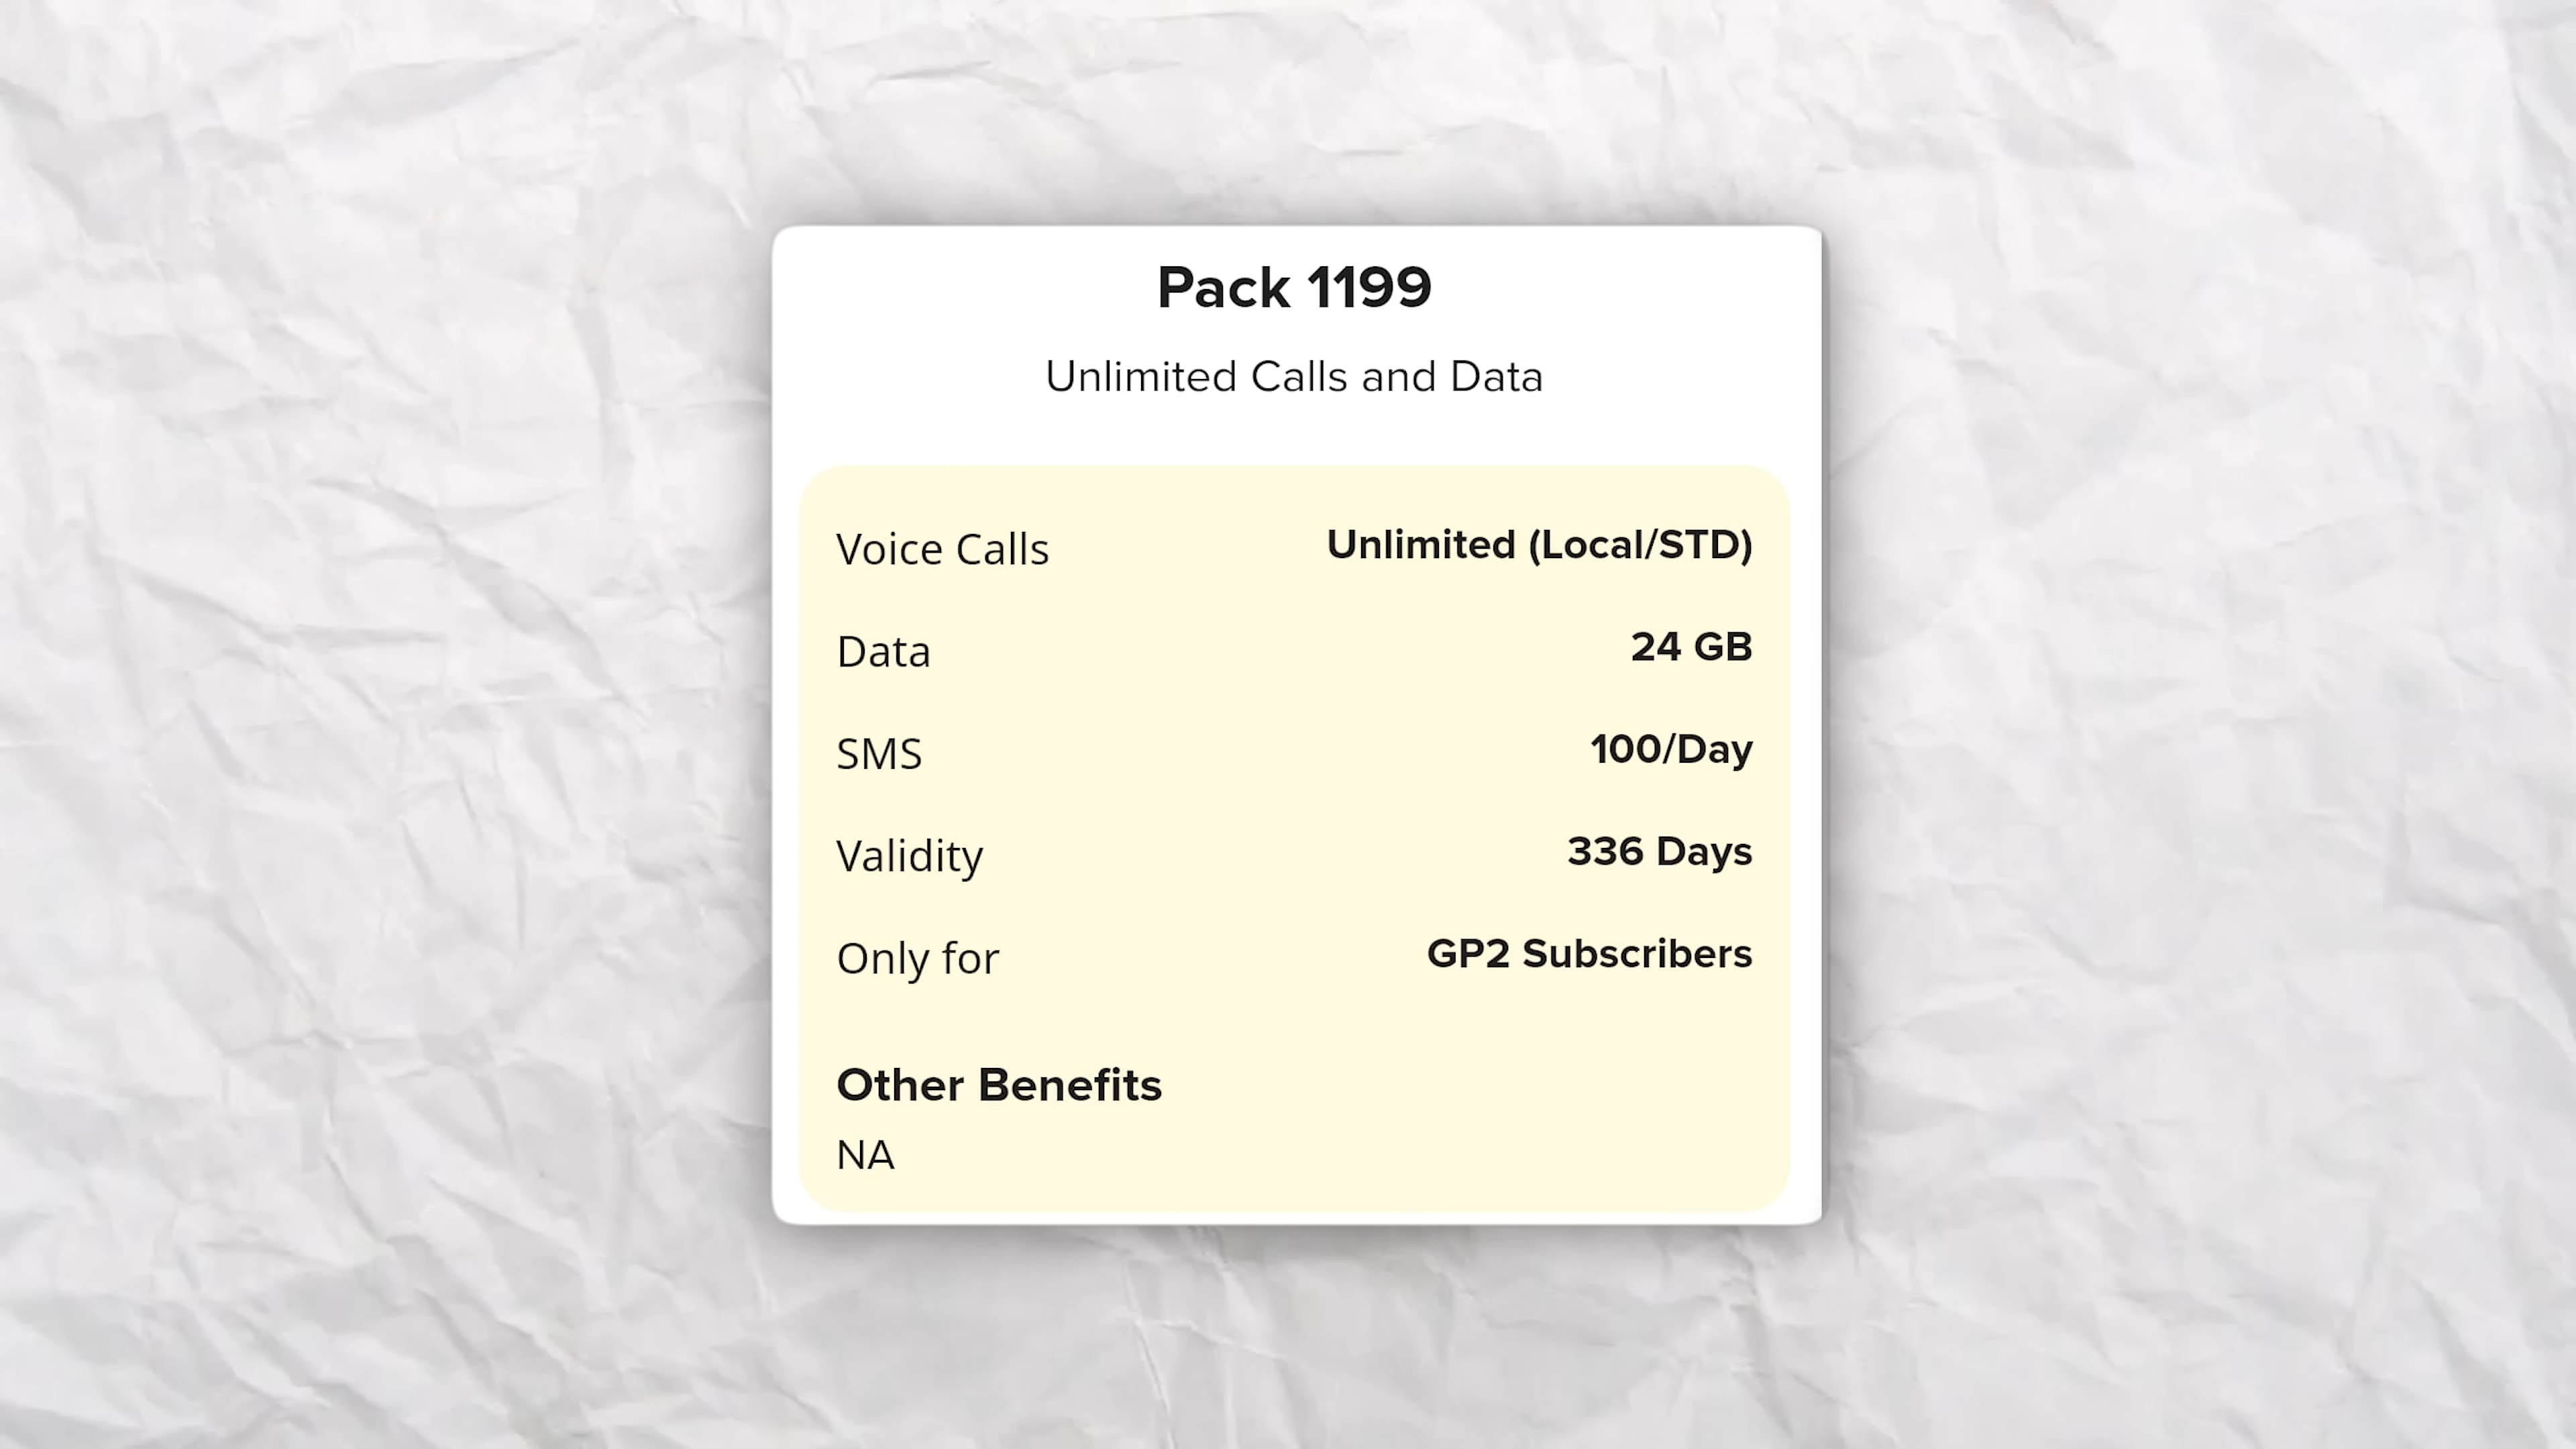 Pack 1199
Unlimited Calls and Data
Voice Calls Unlimited (Local/STD)
Data 24 GB
SMS 100/Day
Validity 336 Days
Only for GP2 Subscribers
Other Benefits
NA